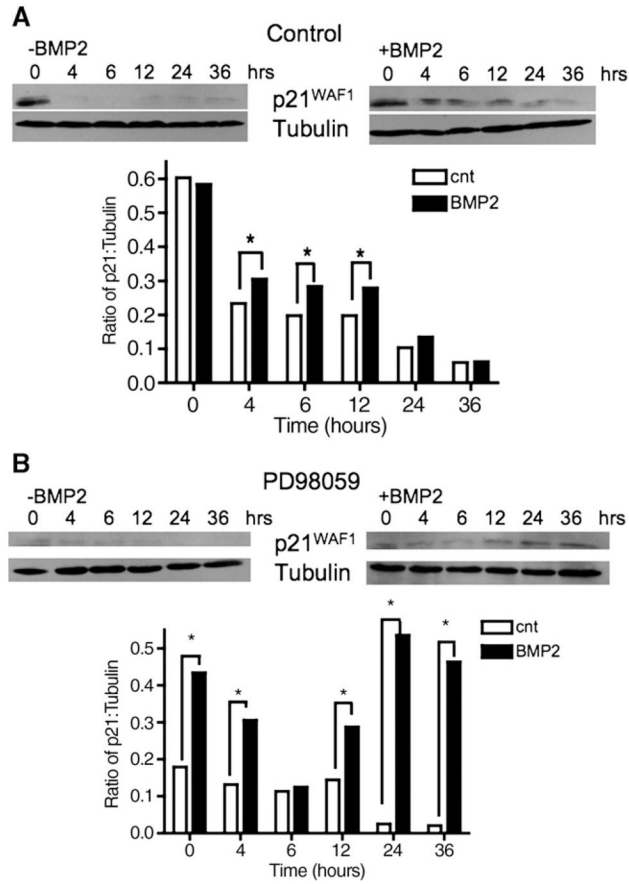 A
Control
-BMP2 +BMP2
0 4 6 12 24 36 hrs 0 4 6 12 24 36 hrs
p21WAF1
Tubulin
cnt
BMP2
Ratio of p21:Tubulin
0.6
0.5
0.4
0.3
0.2
0.1
0.0
* * *
0 4 6 12 24 36
Time (hours)
B
PD98059
-BMP2 +BMP2
0 4 6 12 24 36 hrs 0 4 6 12 24 36 hrs
p21WAF1
Tubulin
cnt
BMP2
Ratio of p21:Tubulin
0.5
0.4
0.3
0.2
0.1
0.0
* * * * *
0 4 6 12 24 36
Time (hours)